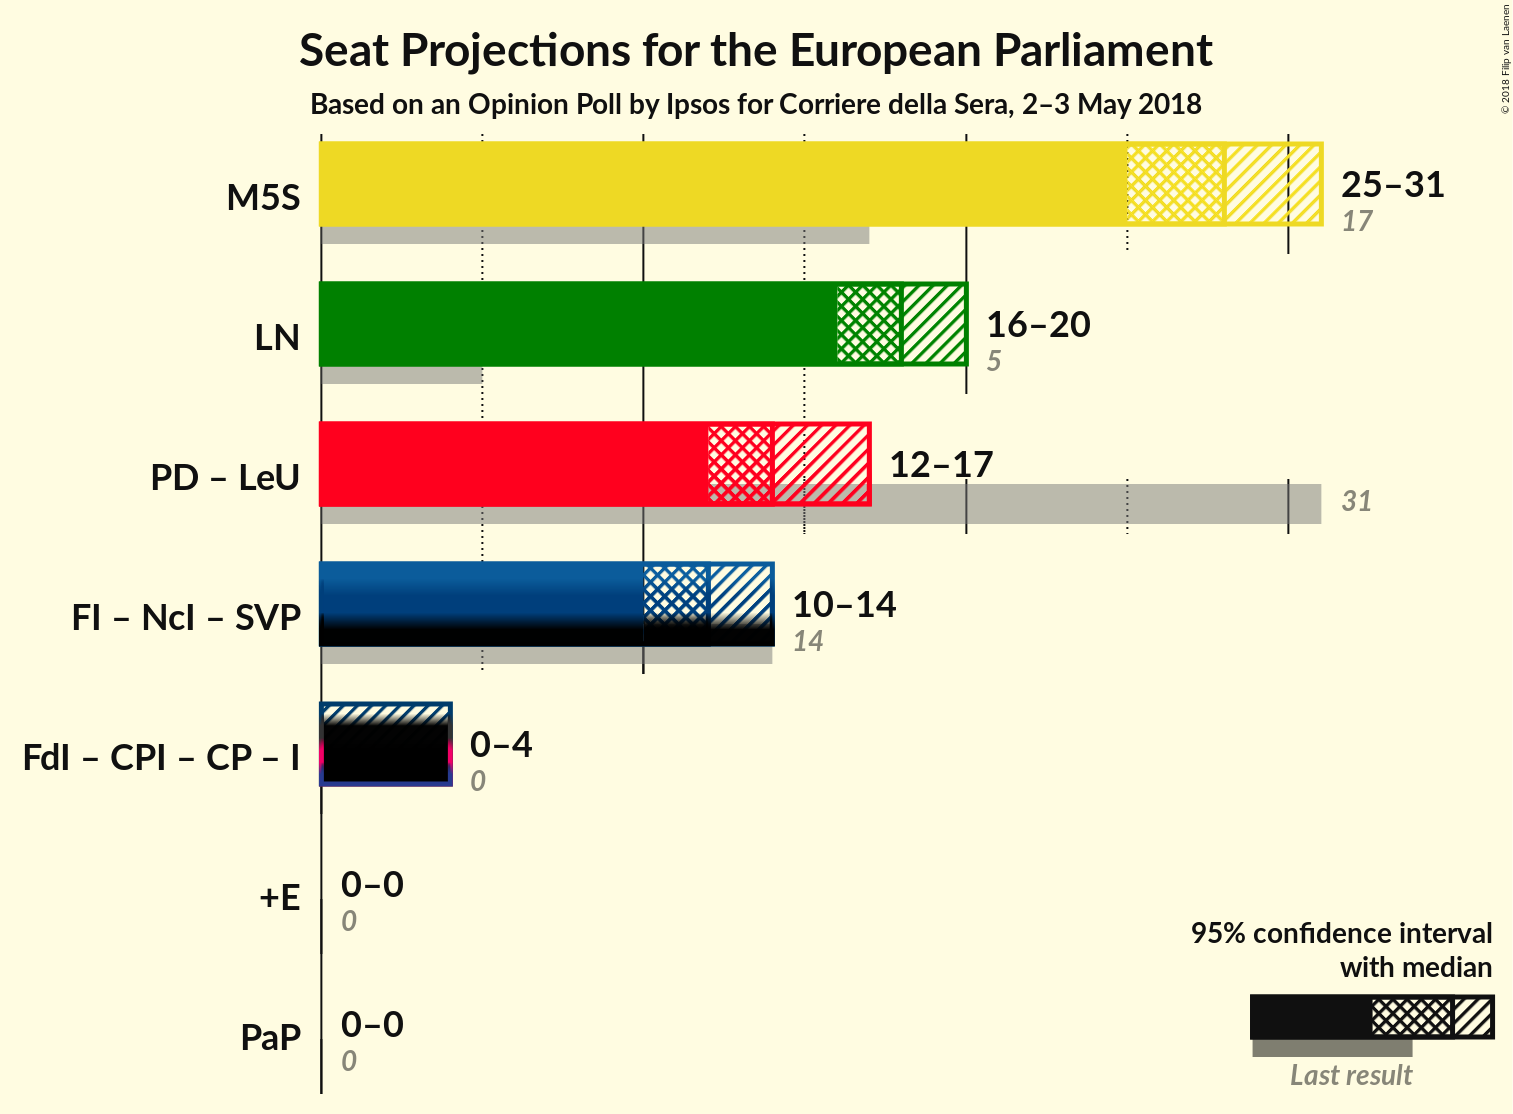 Seat Projections for the European Parliament
Based on an Opinion Poll by Ipsos for Corriere della Sera, 2–3 May 2018
© 2018 Filip van Laenen
M5S
25–31
17
LN
16–20
5
PD – LeU
12–17
31
FI – NcI – SVP
10–14
14
FdI – CPI – CP – I
0–4
0
+E
0–0
0
PaP
0–0
0
95% confidence interval
with median
Last result